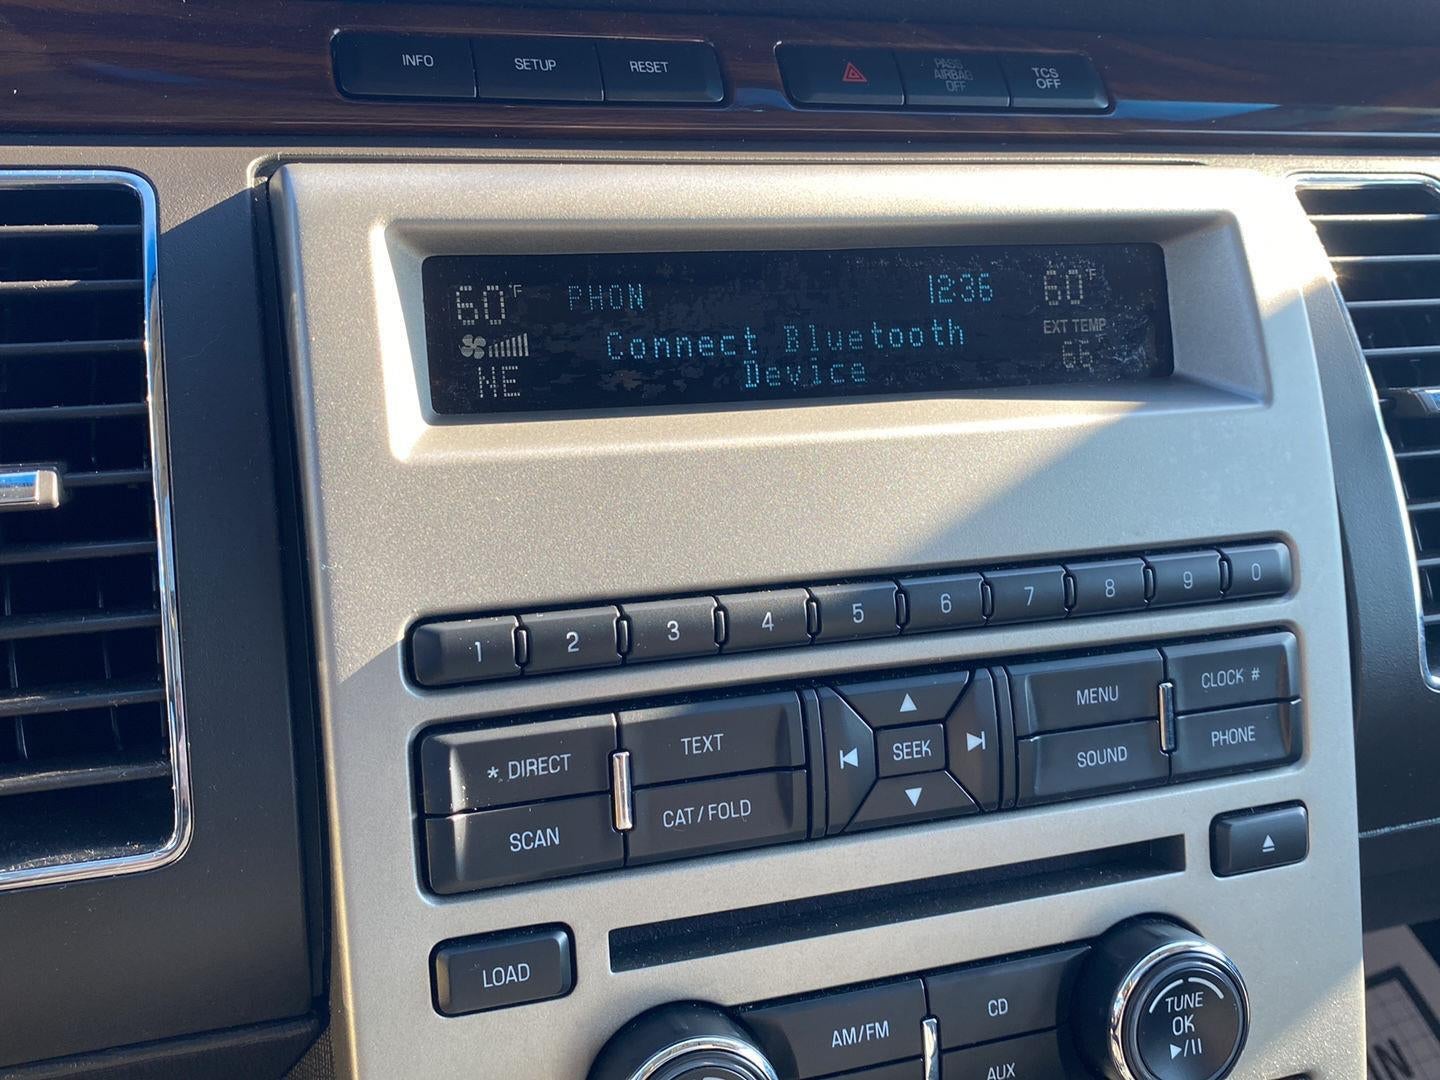 INFO SETUP RESET PASS AIRBAG OFF TCS OFF
60°F PHON 12:36 60°F
Connect Bluetooth EXT TEMP
NE Device 66°
1 2 3 4 5 6 7 8 9 0
* DIRECT TEXT SEEK MENU CLOCK #
SCAN CAT/FOLD SOUND PHONE
LOAD
AM/FM CD TUNE
OK
AUX